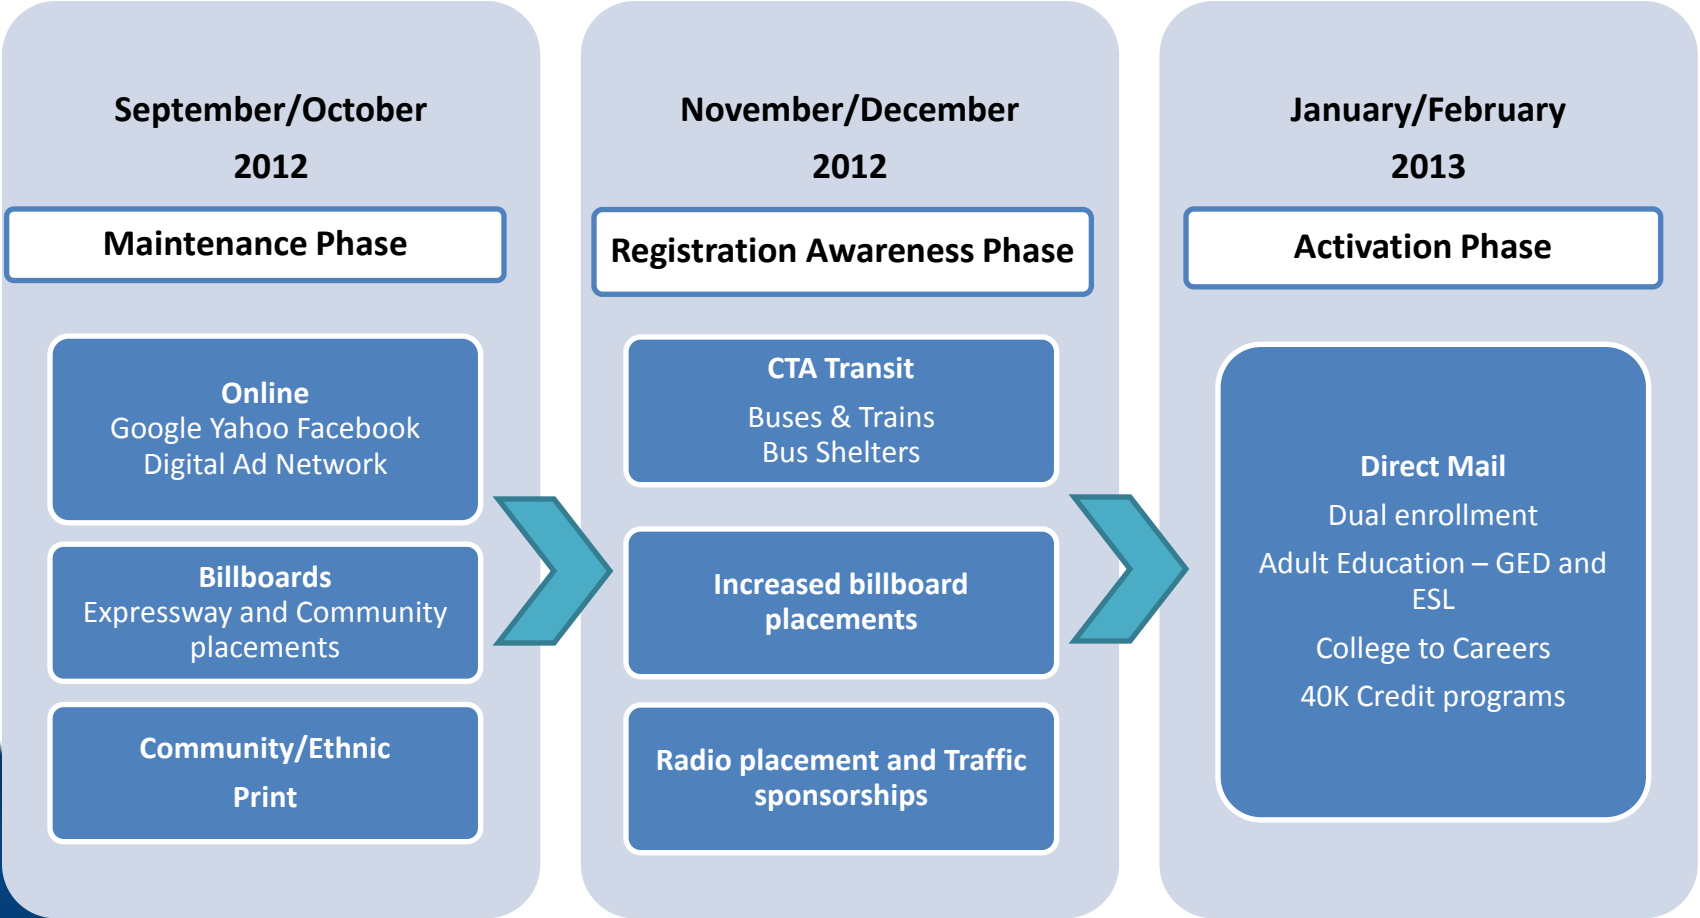 September/October
2012
Maintenance Phase
Online
Google Yahoo Facebook
Digital Ad Network
Billboards
Expressway and Community
placements
Community/Ethnic
Print
November/December
2012
Registration Awareness Phase
CTA Transit
Buses & Trains
Bus Shelters
Increased billboard
placements
Radio placement and Traffic
sponsorships
January/February
2013
Activation Phase
Direct Mail
Dual enrollment
Adult Education – GED and
ESL
College to Careers
40K Credit programs